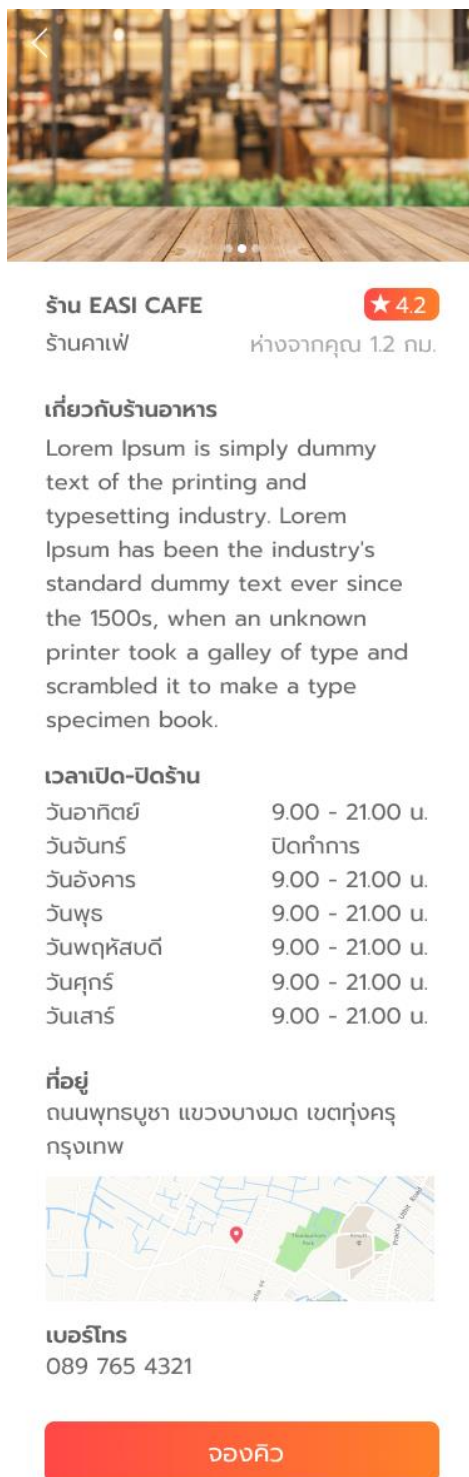 ร้าน EASI CAFE
4.2
ร้านคาเฟ่
ห่างจากคุณ 1.2 กม.
เกี่ยวกับร้านอาหาร
Lorem Ipsum is simply dummy
text of the printing and
typesetting industry. Lorem
Ipsum has been the industry's
standard dummy text ever since
the 1500s, when an unknown
printer took a galley of type and
scrambled it to make a type
specimen book.
เวลาเปิด-ปิดร้าน
วันอาทิตย์ 9.00 - 21.00 น.
วันจันทร์ ปิดทำการ
วันอังคาร 9.00 - 21.00 น.
วันพุธ 9.00 - 21.00 น.
วันพฤหัสบดี 9.00 - 21.00 น.
วันศุกร์ 9.00 - 21.00 น.
วันเสาร์ 9.00 - 21.00 น.
ที่อยู่
ถนนพุทธบูชา แขวงบางมด เขตทุ่งครุ
กรุงเทพ
Park
Pracha Uthit Road
เบอร์โทร
089 765 4321
จองคิว